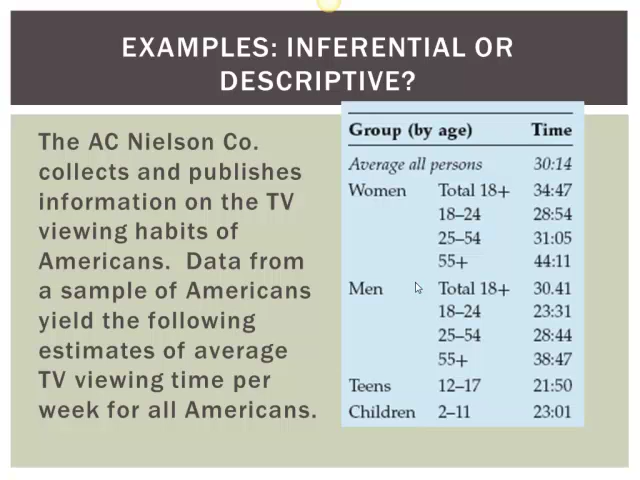 EXAMPLES: INFERENTIAL OR
DESCRIPTIVE?
The AC Nielson Co.
collects and publishes
information on the TV
viewing habits of
Americans. Data from
a sample of Americans
yield the following
estimates of average
TV viewing time per
week for all Americans.
Group (by age) Time
Average all persons 30:14
Women Total 18+ 34:47
18–24 28:54
25–54 31:05
55+ 44:11
Men Total 18+ 30.41
18–24 23:31
25–54 28:44
55+ 38:47
Teens 12–17 21:50
Children 2–11 23:01